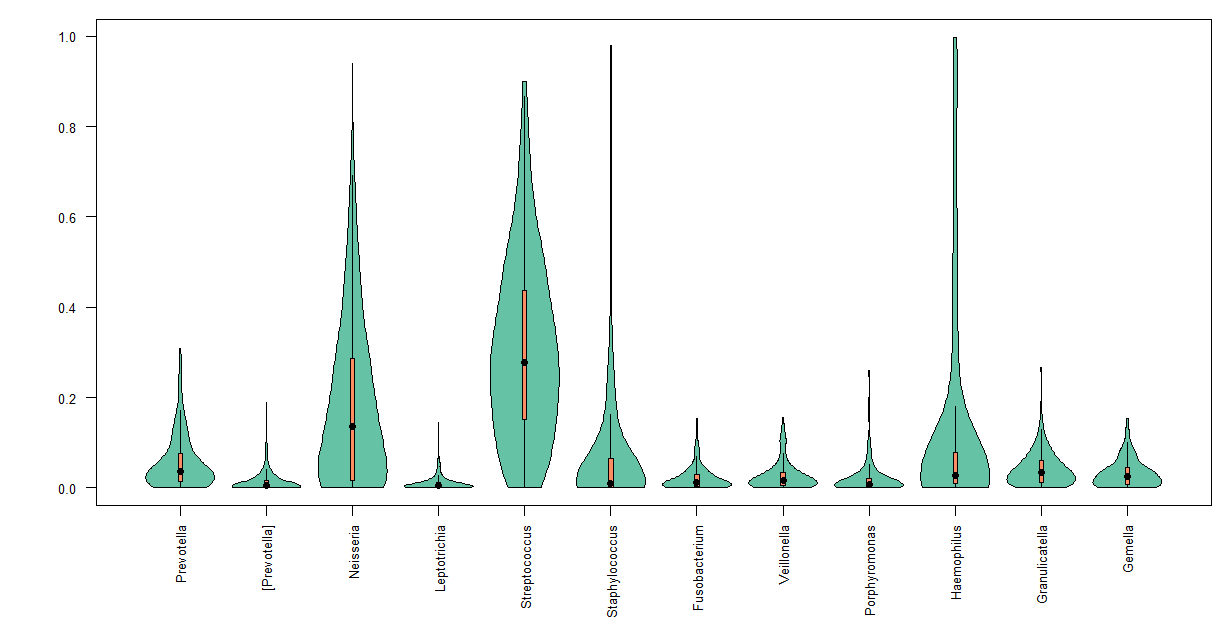 1.0
0.8
0.6
0.4
0.2
0.0
Prevotella
[Prevotella]
Neisseria
Leptotrichia
Streptococcus
Staphylococcus
Fusobacterium
Veillonella
Porphyromonas
Haemophilus
Granulicatella
Gemella